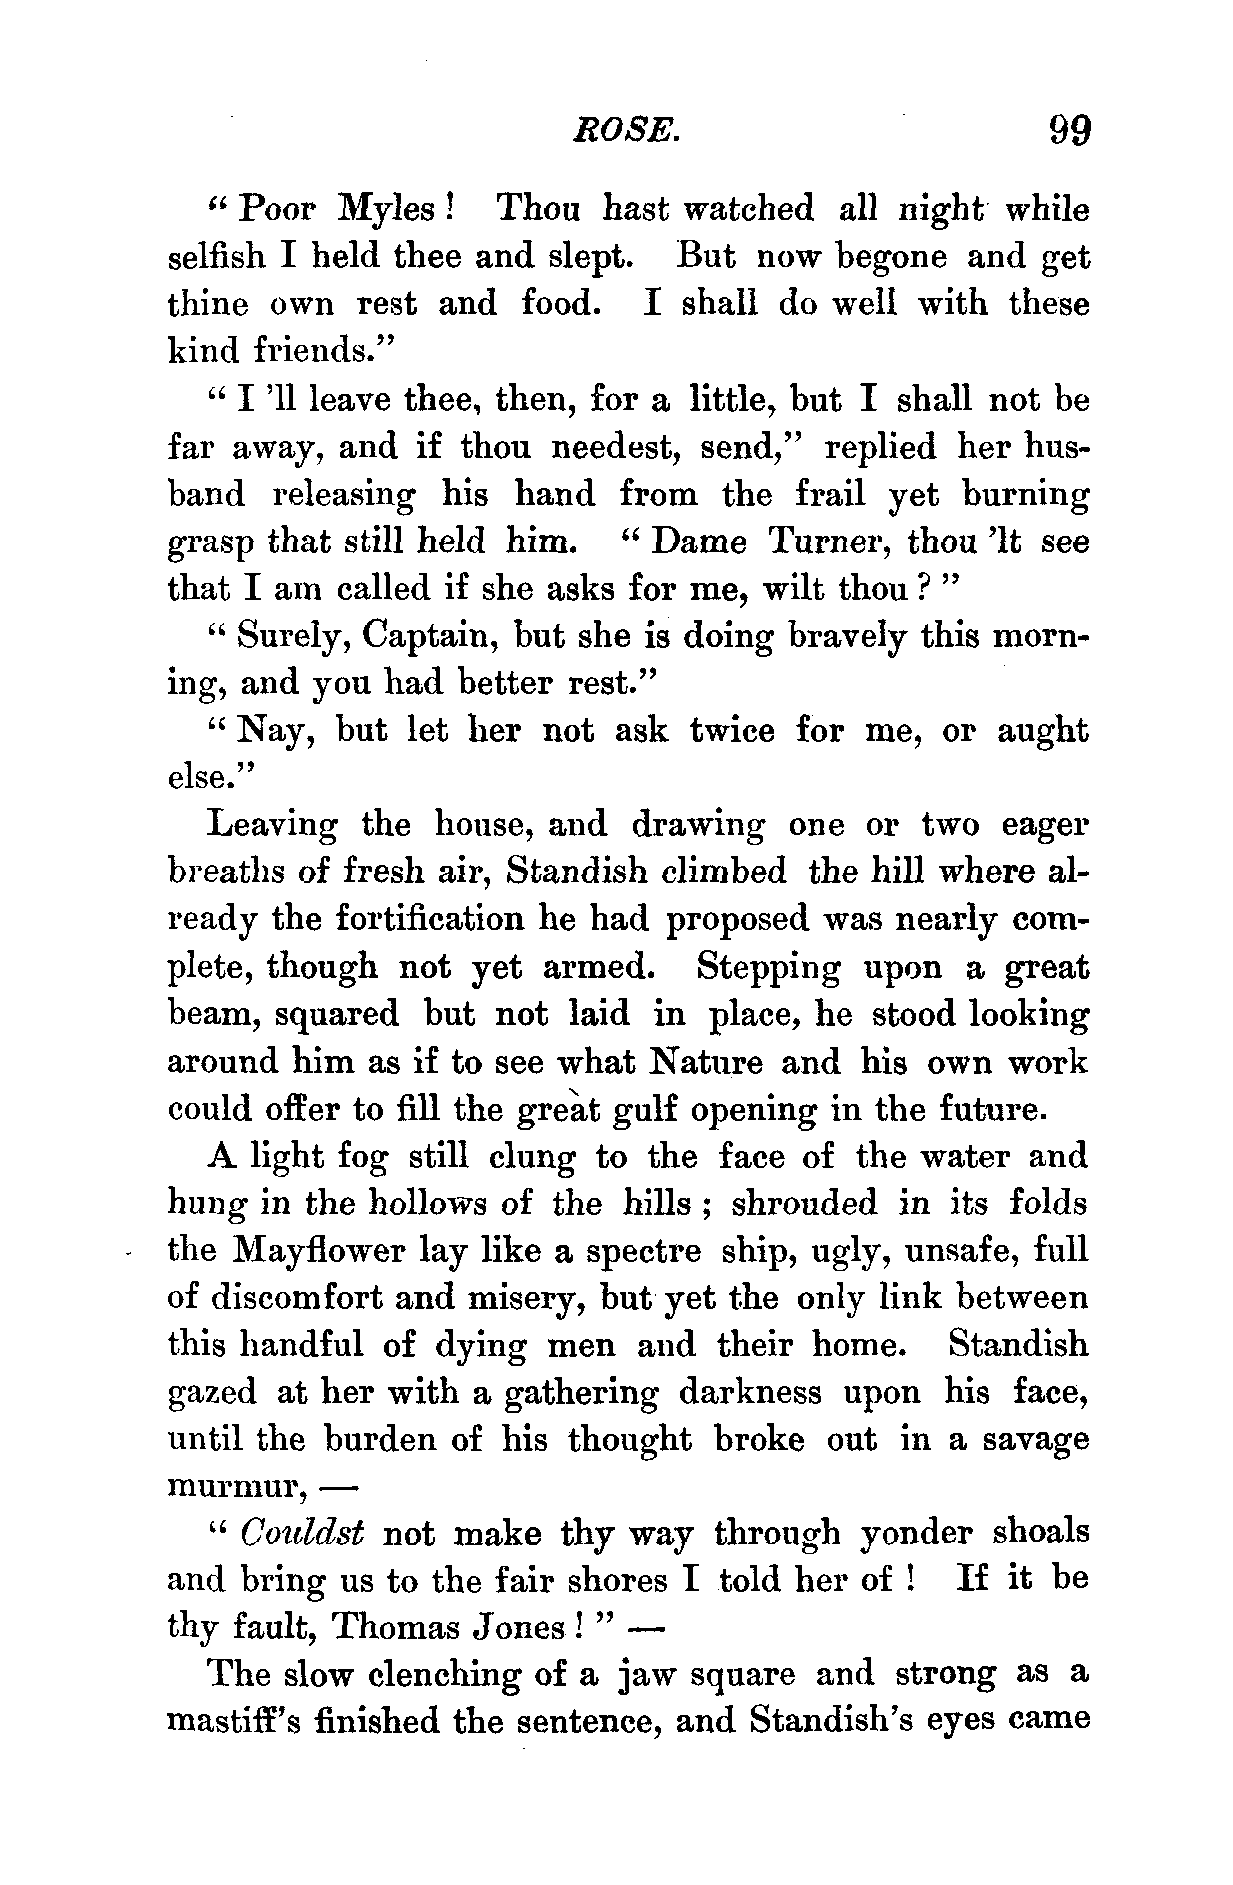 ROSE. 99
“ Poor Myles ! Thou hast watched all night while
selfish I held thee and slept. But now begone and get
thine own rest and food. I shall do well with these
kind friends.”
“ I ’ll leave thee, then, for a little, but I shall not be
far away, and if thou needest, send,” replied her hus-
band releasing his hand from the frail yet burning
grasp that still held him. “ Dame Turner, thou ’lt see
that I am called if she asks for me, wilt thou ? ”
“ Surely, Captain, but she is doing bravely this morn-
ing, and you had better rest.”
“ Nay, but let her not ask twice for me, or aught
else.”
Leaving the house, and drawing one or two eager
breaths of fresh air, Standish climbed the hill where al-
ready the fortification he had proposed was nearly com-
plete, though not yet armed. Stepping upon a great
beam, squared but not laid in place, he stood looking
around him as if to see what Nature and his own work
could offer to fill the great gulf opening in the future.
A light fog still clung to the face of the water and
hung in the hollows of the hills ; shrouded in its folds
the Mayflower lay like a spectre ship, ugly, unsafe, full
of discomfort and misery, but yet the only link between
this handful of dying men and their home. Standish
gazed at her with a gathering darkness upon his face,
until the burden of his thought broke out in a savage
murmur, —
“ Couldst not make thy way through yonder shoals
and bring us to the fair shores I told her of ! If it be
thy fault, Thomas Jones ! ” —
The slow clenching of a jaw square and strong as a
mastiff’s finished the sentence, and Standish’s eyes came